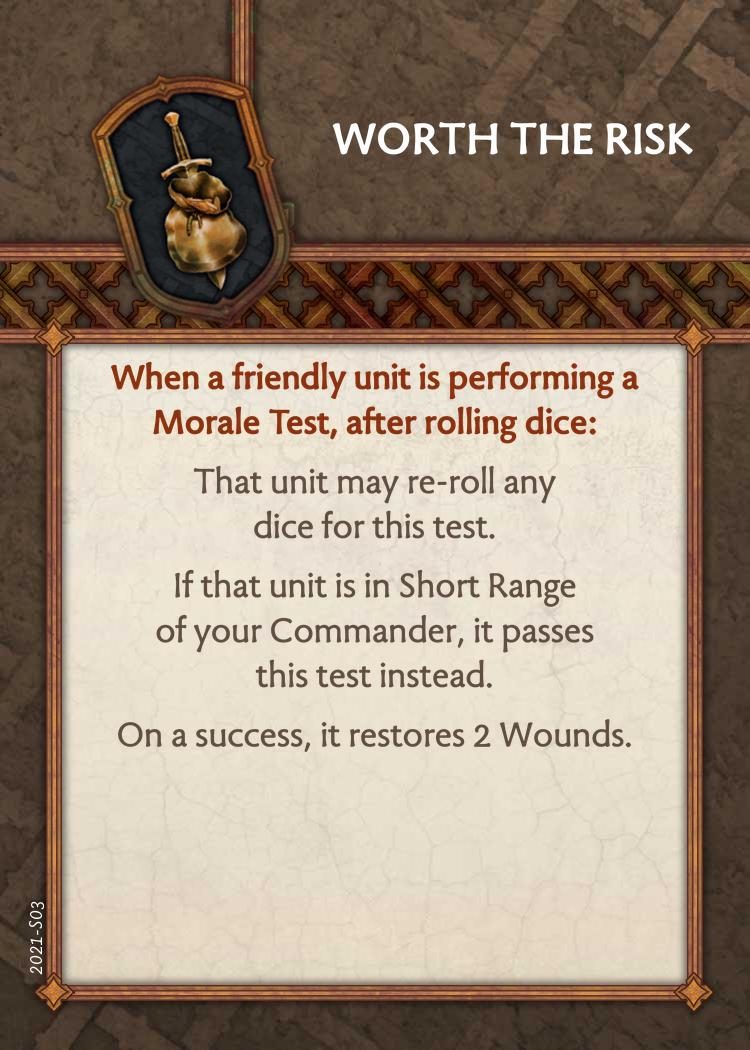 WORTH THE RISK
When a friendly unit is performing a
Morale Test, after rolling dice:
That unit may re-roll any
dice for this test.
If that unit is in Short Range
of your Commander, it passes
this test instead.
On a success, it restores 2 Wounds.
2021-S03